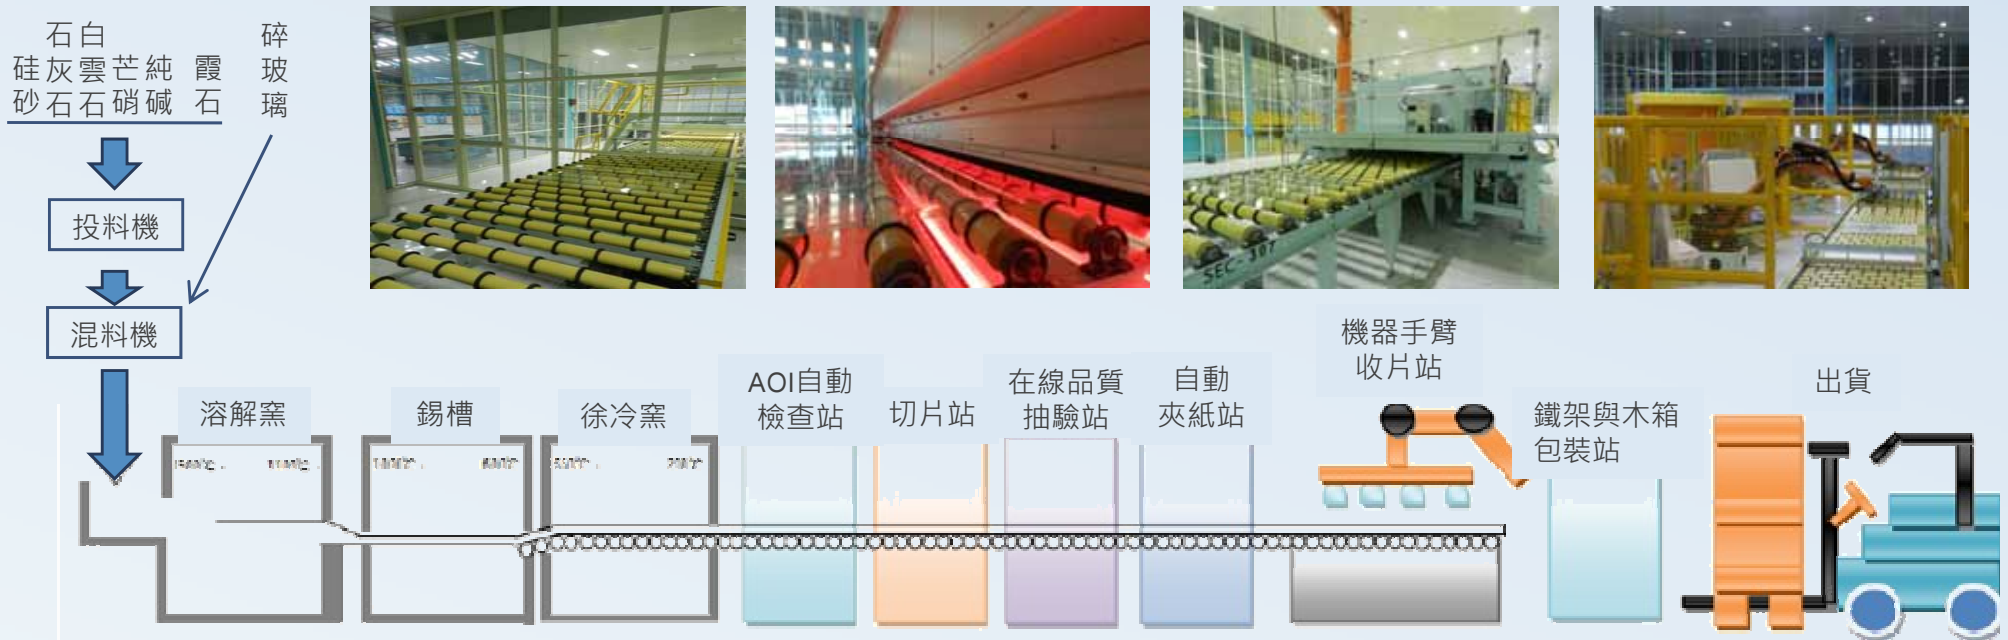 硅砂
石灰石
白雲石
芒硝
純碱
霞石
碎玻璃
投料機
混料機
SEC-307
溶解窯
錫槽
徐冷窯
AOI自動
檢查站
切片站
在線品質
抽驗站
自動
夾紙站
機器手臂
收片站
鐵架與木箱
包裝站
出貨